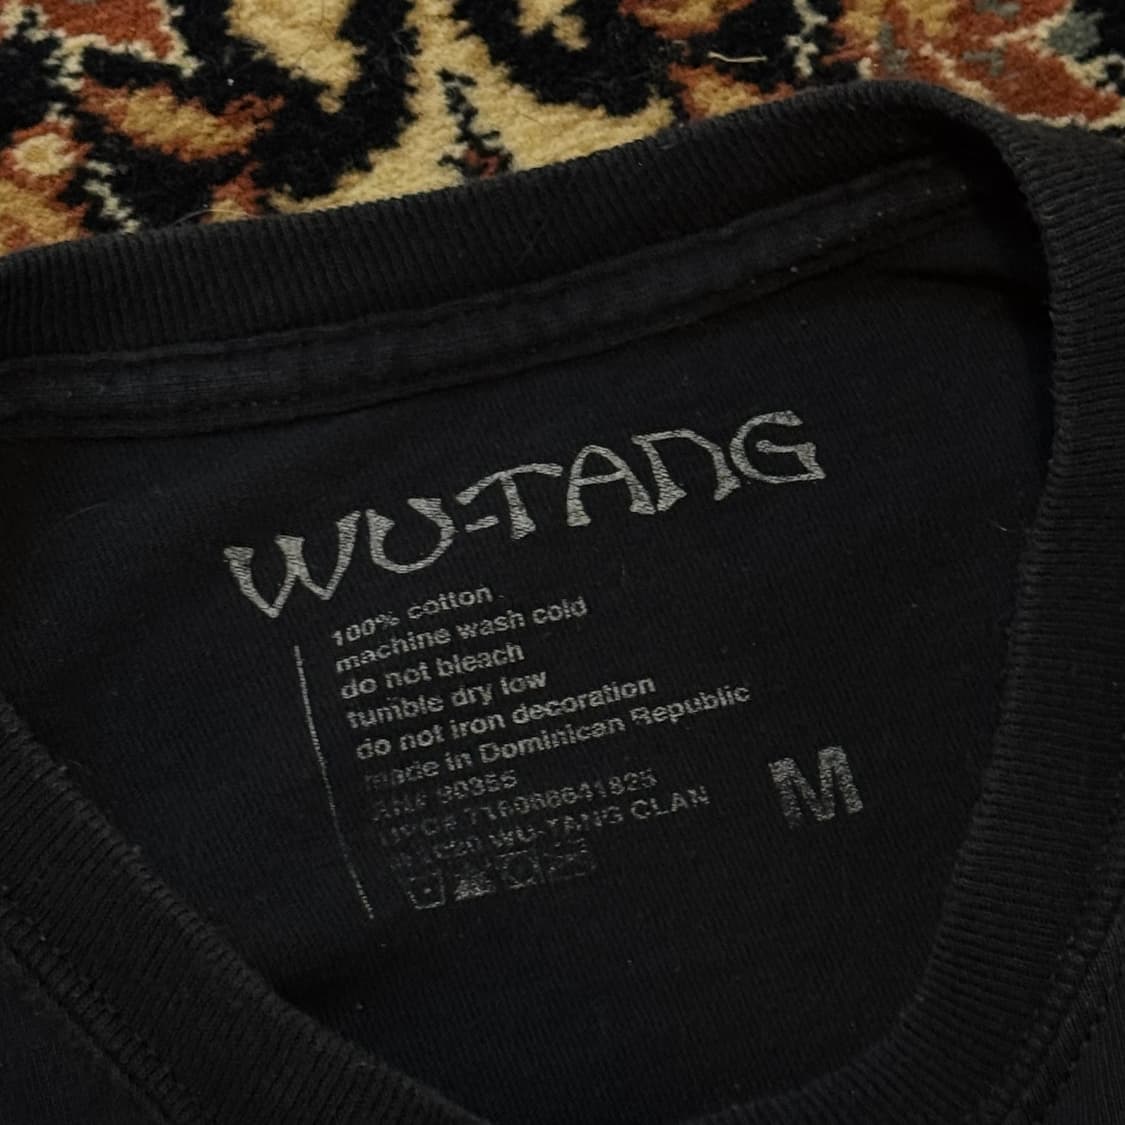 WU-TANG
100% cotton
machine wash cold
do not bleach
tumble dry low
do not iron decoration
made in Dominican Republic
90355
WU-TANG CLAN
M